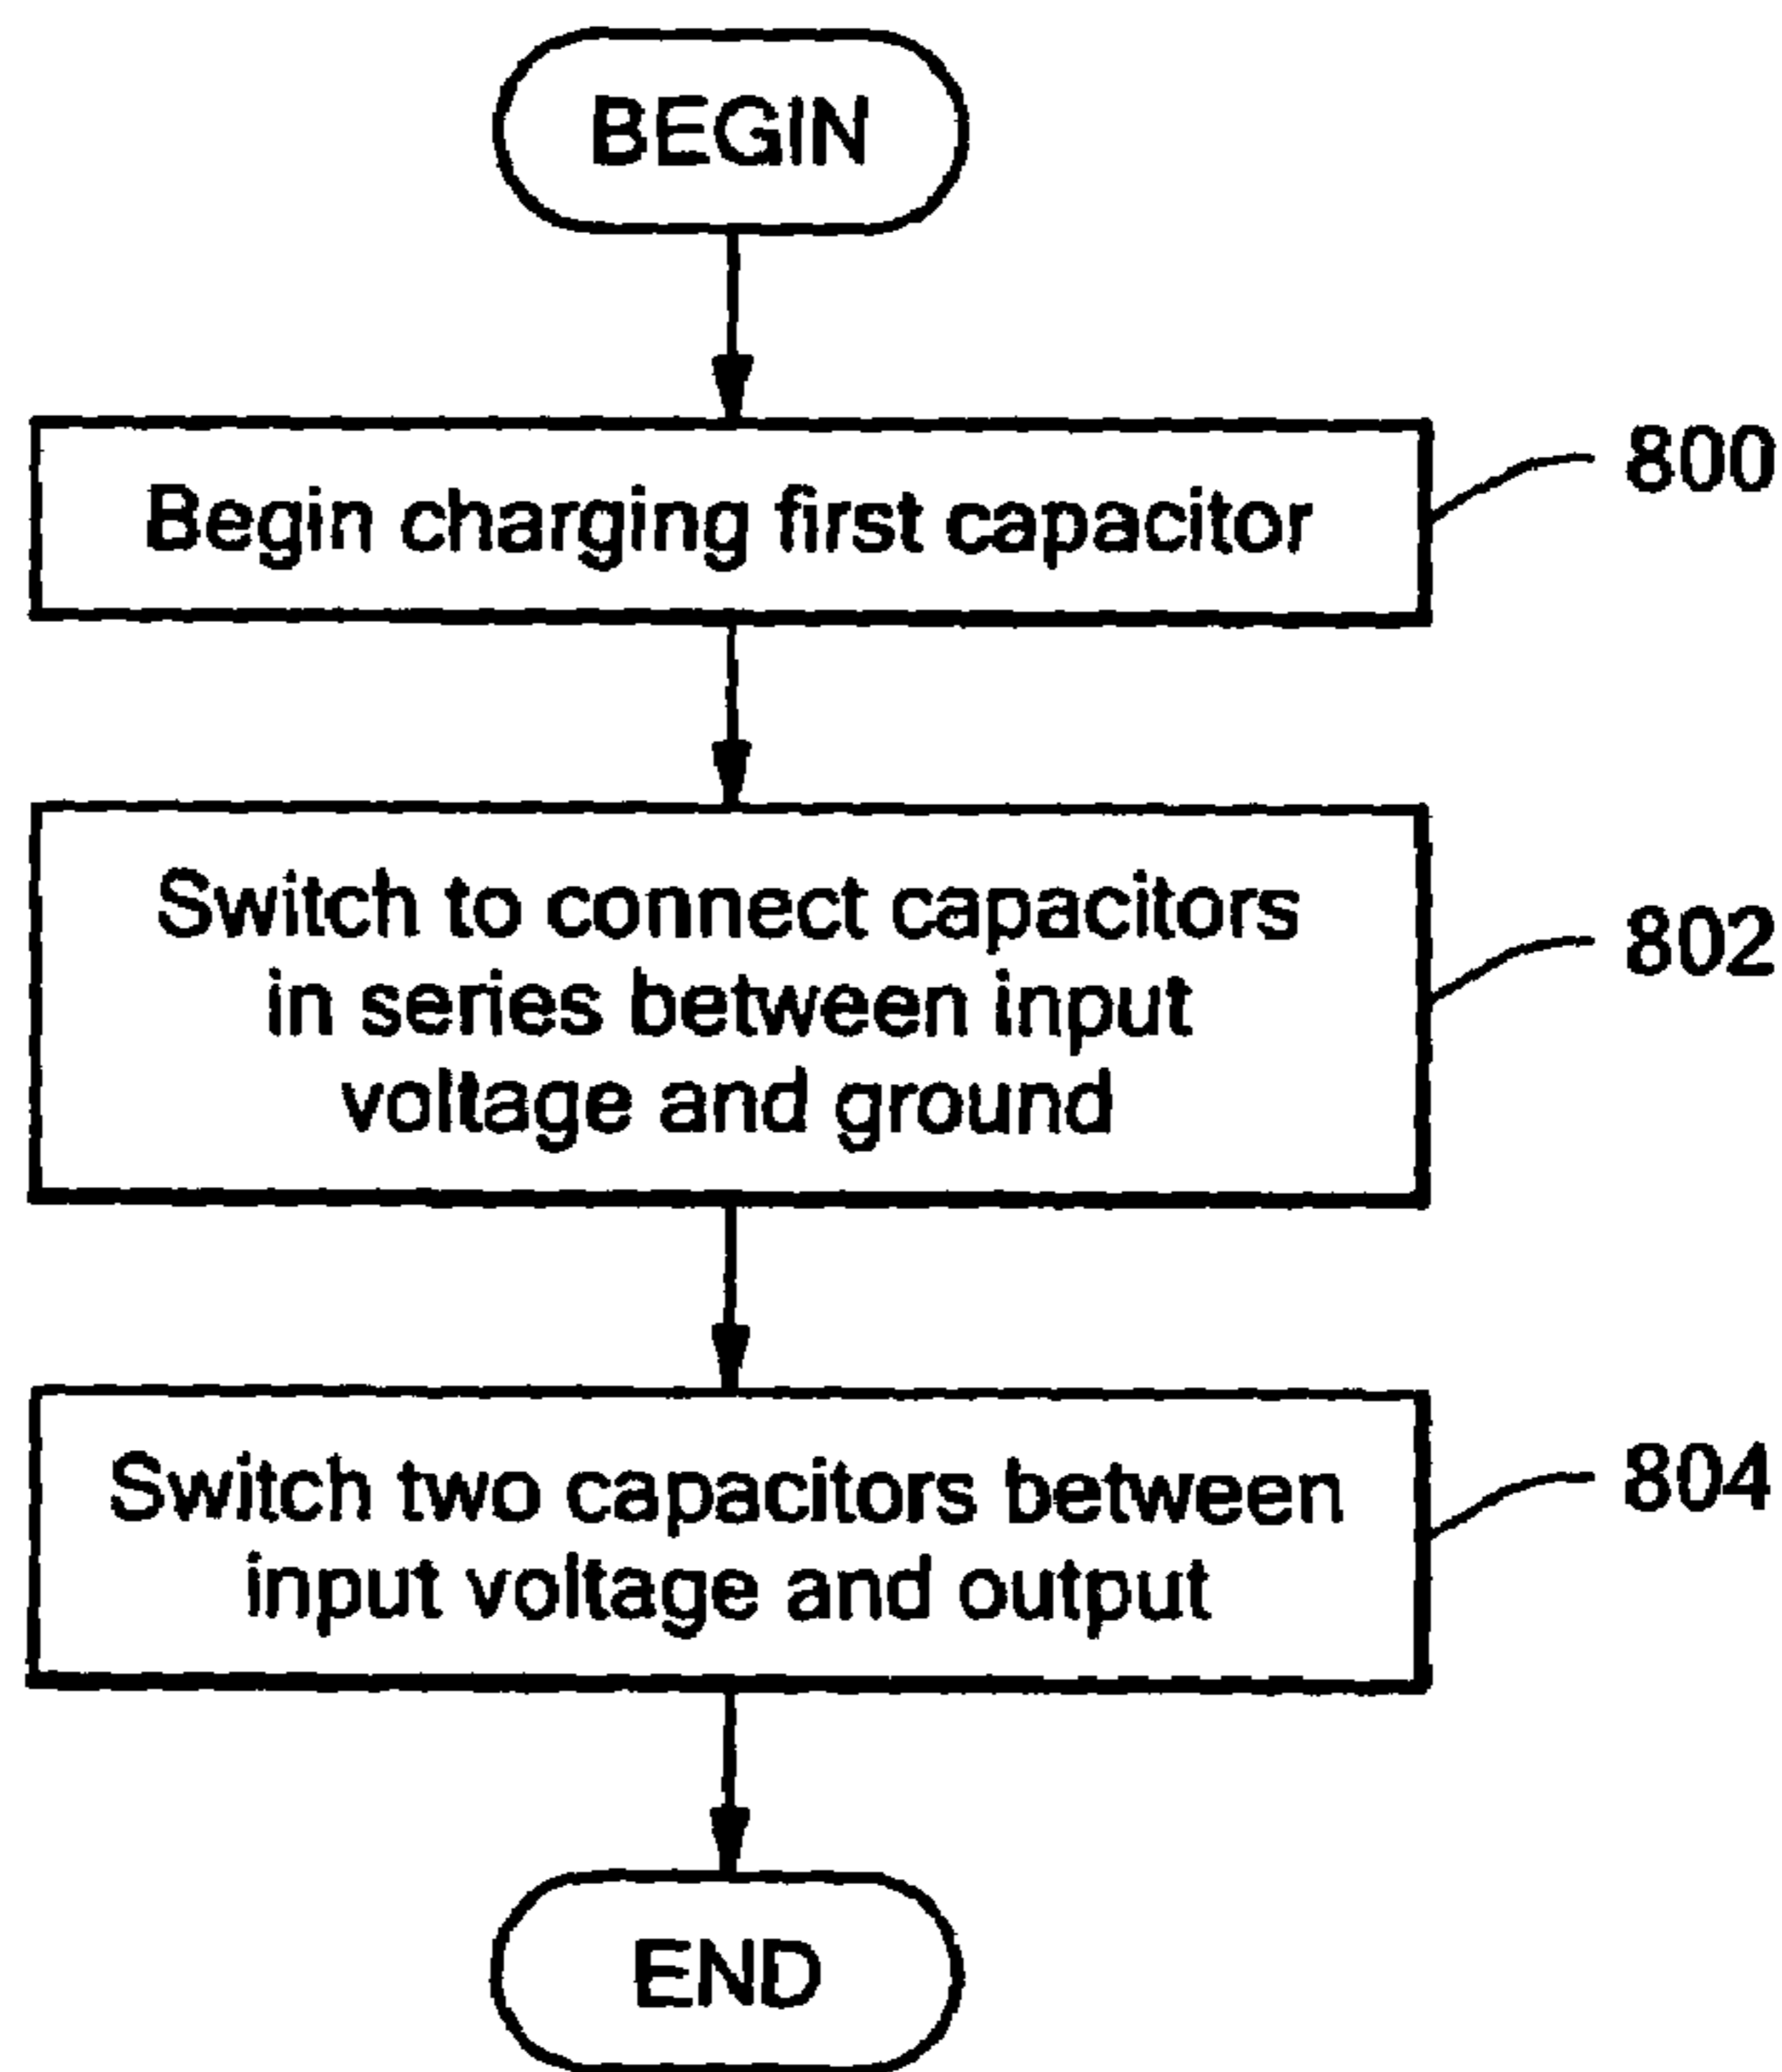 BEGIN
Begin charging first capacitor
800
Switch to connect capacitors
in series between input
voltage and ground
802
Switch two capacitors between
input voltage and output
804
END